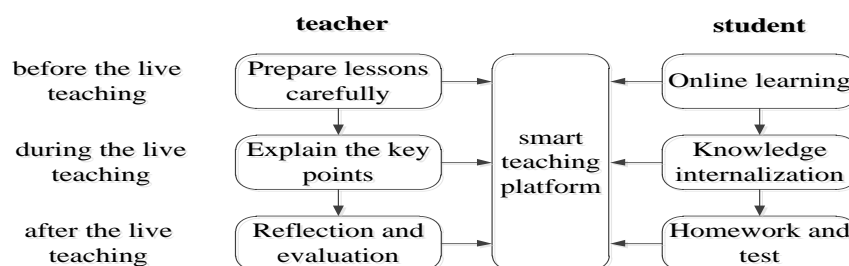 teacher
student
before the live
teaching
Prepare lessons
carefully
Online learning
during the live
teaching
Explain the key
points
smart
teaching
platform
Knowledge
internalization
after the live
teaching
Reflection and
evaluation
Homework and
test